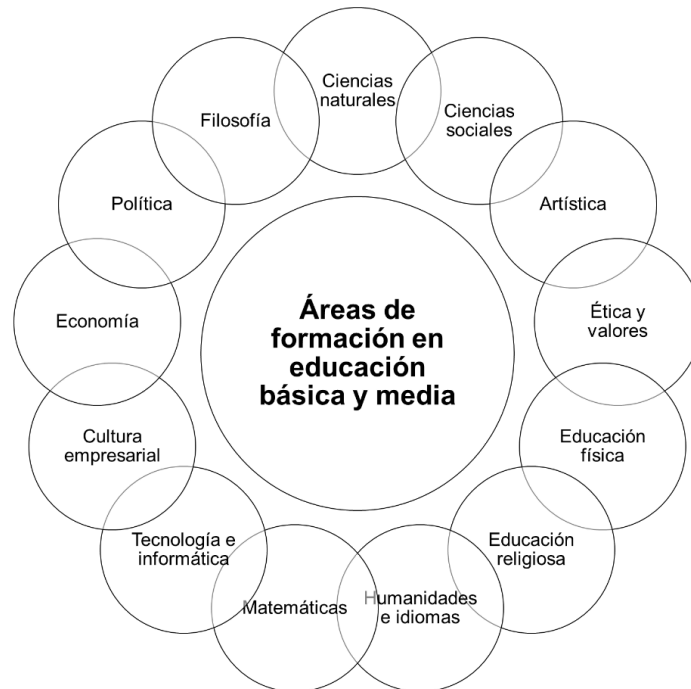 Ciencias
naturales
Ciencias
sociales
Artística
Ética y
valores
Educación
física
Educación
religiosa
Humanidades
e idiomas
Matemáticas
Tecnología e
informática
Cultura
empresarial
Economía
Política
Filosofía
Áreas de
formación en
educación
básica y media